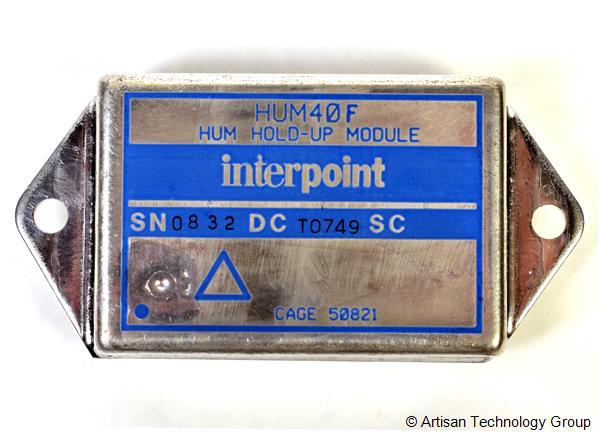 HUM40F
HUM HOLD-UP MODULE
interpoint
SN0832 DC T0749 SC
CAGE 50821
© Artisan Technology Group